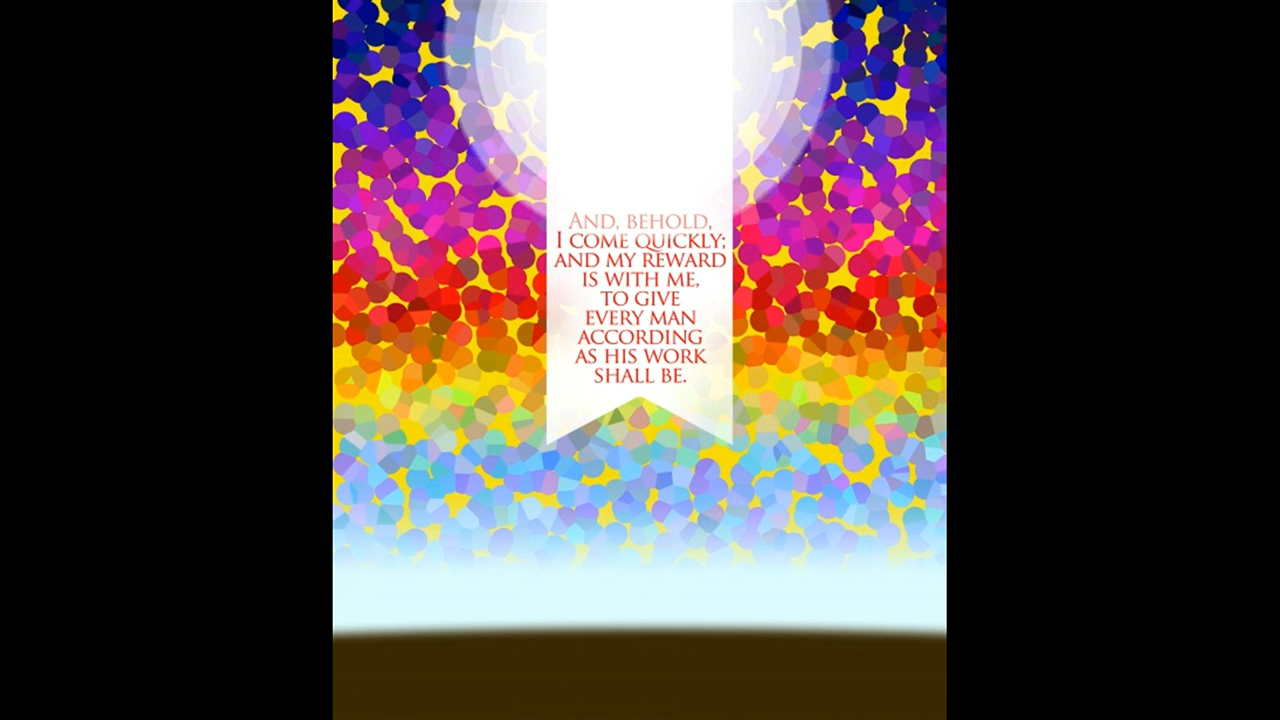 And, behold,
I come quickly;
and my reward
is with me,
to give
every man
according
as his work
shall be.